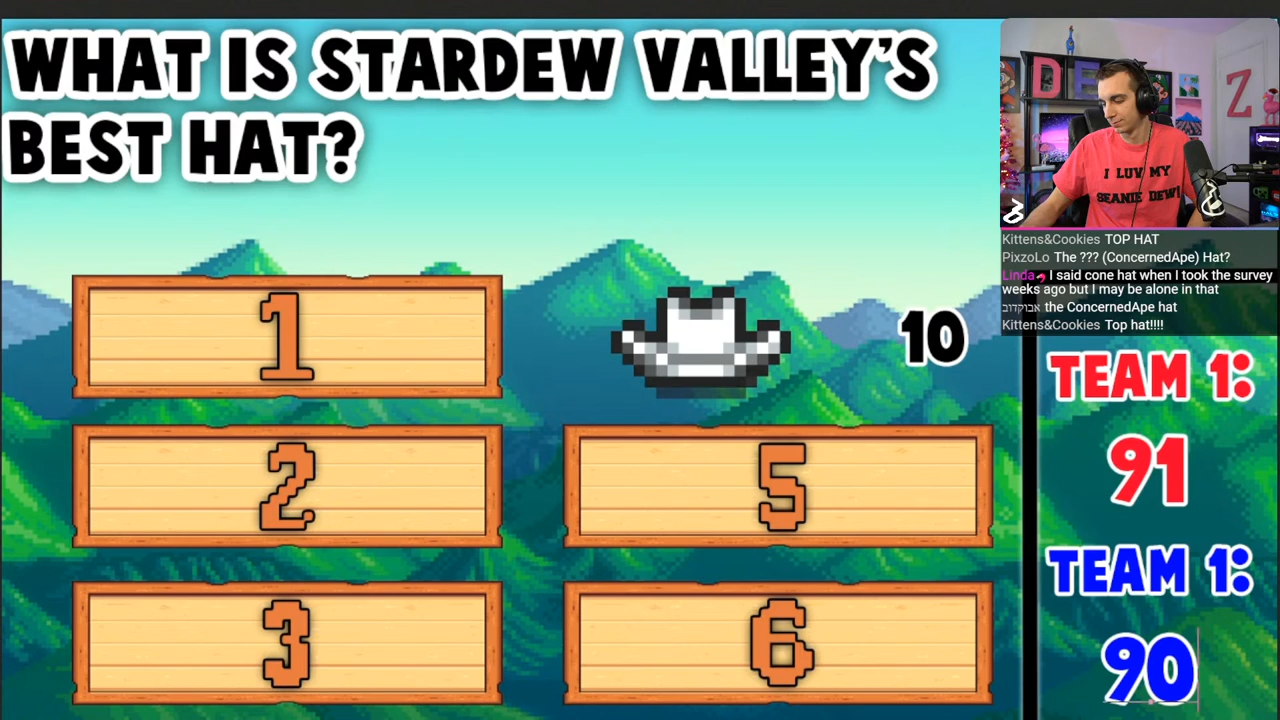 WHAT IS STARDEW VALLEY'S
BEST HAT?
1
10
2
5
3
6
D E
Z
I LUV MY
SEANIE DEW!
Kittens&Cookies TOP HAT
PixzoLo The ??? (ConcernedApe) Hat?
Linda I said cone hat when I took the survey
weeks ago but I may be alone in that
אבוקדוב the ConcernedApe hat
Kittens&Cookies Top hat!!!!
TEAM 1:
91
TEAM 1:
90